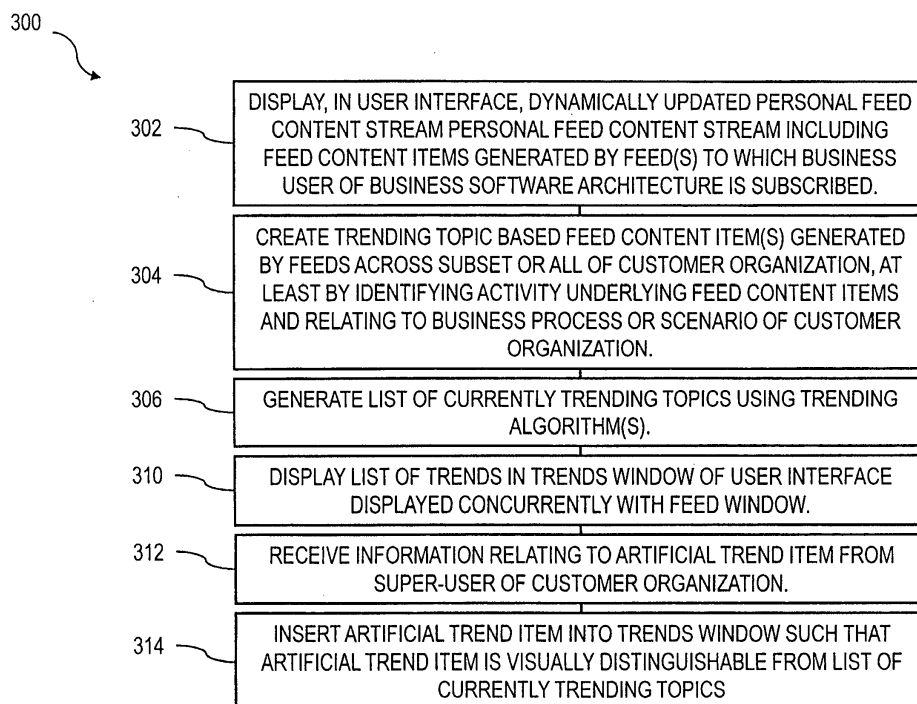 300
302
DISPLAY, IN USER INTERFACE, DYNAMICALLY UPDATED PERSONAL FEED
CONTENT STREAM PERSONAL FEED CONTENT STREAM INCLUDING
FEED CONTENT ITEMS GENERATED BY FEED(S) TO WHICH BUSINESS
USER OF BUSINESS SOFTWARE ARCHITECTURE IS SUBSCRIBED.
304
CREATE TRENDING TOPIC BASED FEED CONTENT ITEM(S) GENERATED
BY FEEDS ACROSS SUBSET OR ALL OF CUSTOMER ORGANIZATION, AT
LEAST BY IDENTIFYING ACTIVITY UNDERLYING FEED CONTENT ITEMS
AND RELATING TO BUSINESS PROCESS OR SCENARIO OF CUSTOMER
ORGANIZATION.
306
GENERATE LIST OF CURRENTLY TRENDING TOPICS USING TRENDING
ALGORITHM(S).
310
DISPLAY LIST OF TRENDS IN TRENDS WINDOW OF USER INTERFACE
DISPLAYED CONCURRENTLY WITH FEED WINDOW.
312
RECEIVE INFORMATION RELATING TO ARTIFICIAL TREND ITEM FROM
SUPER-USER OF CUSTOMER ORGANIZATION.
314
INSERT ARTIFICIAL TREND ITEM INTO TRENDS WINDOW SUCH THAT
ARTIFICIAL TREND ITEM IS VISUALLY DISTINGUISHABLE FROM LIST OF
CURRENTLY TRENDING TOPICS